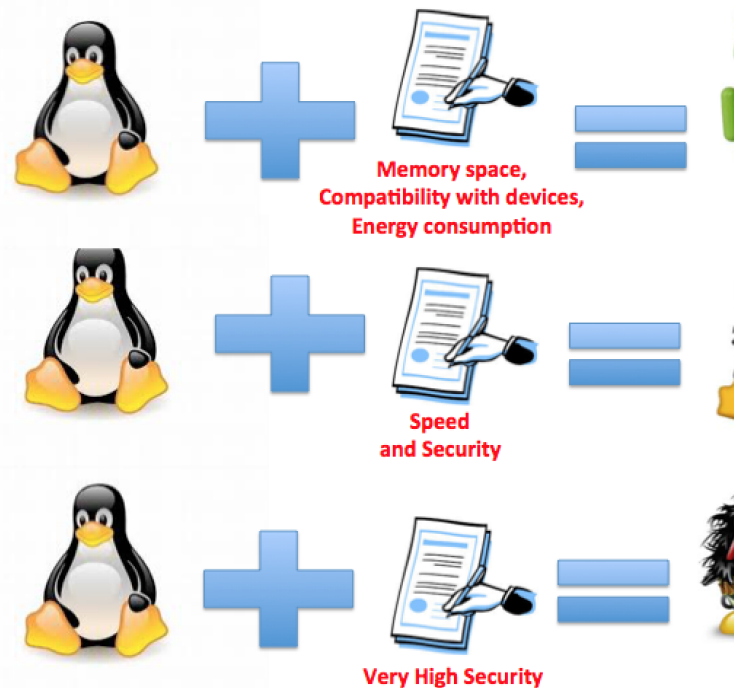 Memory space,
Compatibility with devices,
Energy consumption
Speed
and Security
Very High Security